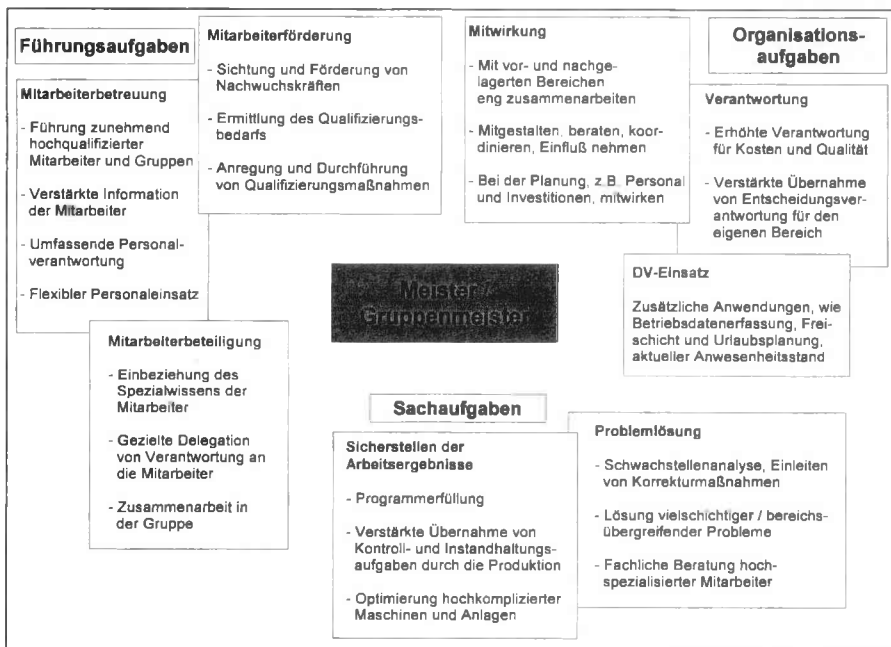 Führungsaufgaben
Mitarbeiterbetreuung
- Führung zunehmend
hochqualifizierter
Mitarbeiter und Gruppen
- Verstärkte Information
der Mitarbeiter
- Umfassende Personal-
verantwortung
- Flexibler Personaleinsatz
Mitarbeiterförderung
- Sichtung und Förderung von
Nachwuchskräften
- Ermittlung des Qualifizierungs-
bedarfs
- Anregung und Durchführung
von Qualifizierungsmaßnahmen
Mitarbeiterbeteiligung
- Einbeziehung des
Spezialwissens der
Mitarbeiter
- Gezielte Delegation
von Verantwortung an
die Mitarbeiter
- Zusammenarbeit in
der Gruppe
Mitwirkung
- Mit vor- und nachge-
lagerten Bereichen
eng zusammenarbeiten
- Mitgestalten, beraten, koor-
dinieren, Einfluß nehmen
- Bei der Planung, z.B. Personal
und Investitionen, mitwirken
Organisations-
aufgaben
Verantwortung
- Erhöhte Verantwortung
für Kosten und Qualität
- Verstärkte Übernahme
von Entscheidungsver-
antwortung für den
eigenen Bereich
DV-Einsatz
Zusätzliche Anwendungen, wie
Betriebsdatenerfassung, Frei-
schicht und Urlaubsplanung,
aktueller Anwesenheitsstand
Meister /
Gruppenmeister
Sachaufgaben
Sicherstellen der
Arbeitsergebnisse
- Programmerfüllung
- Verstärkte Übernahme von
Kontroll- und Instandhaltungs-
aufgaben durch die Produktion
- Optimierung hochkomplizierter
Maschinen und Anlagen
Problemlösung
- Schwachstellenanalyse, Einleiten
von Korrekturmaßnahmen
- Lösung vielschichtiger / bereichs-
übergreifender Probleme
- Fachliche Beratung hoch-
spezialisierter Mitarbeiter